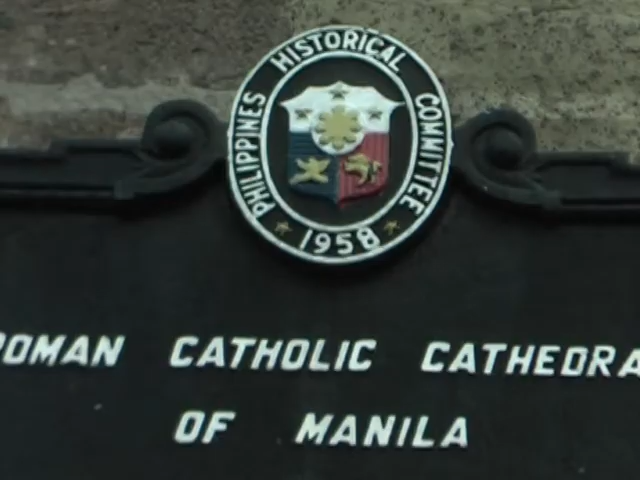 PHILIPPINES HISTORICAL COMMITTEE
1958
ROMAN CATHOLIC CATHEDRA
OF MANILA